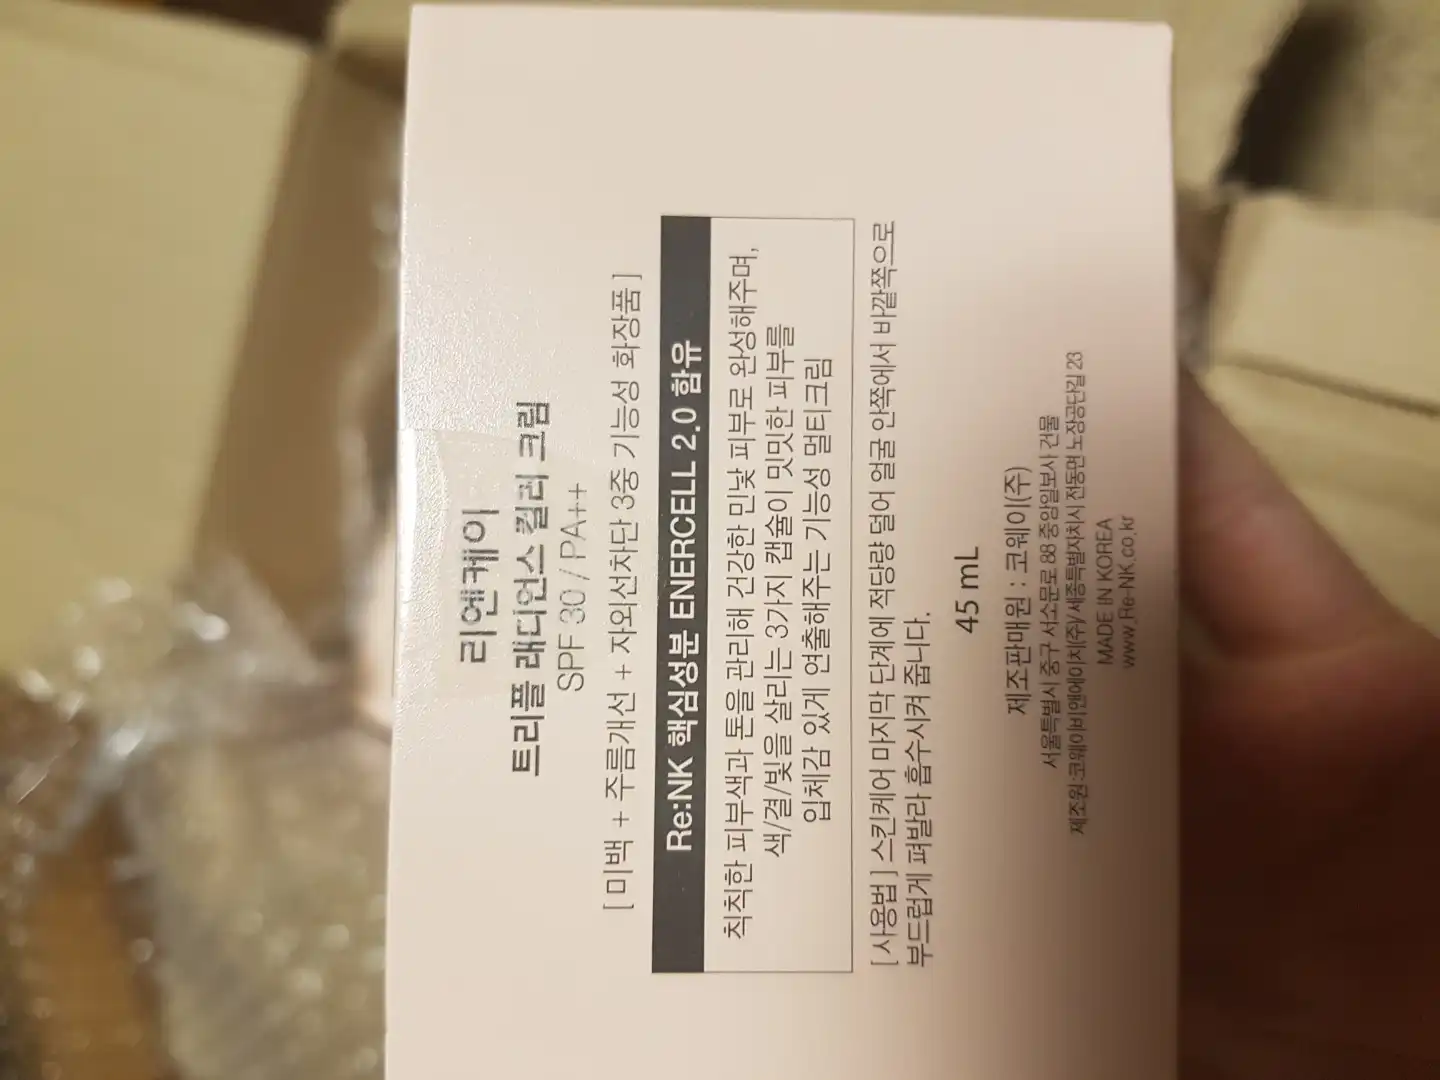 리엔케이
트리플 래디언스 컬러 크림
SPF 30 / PA++
[ 미백 + 주름개선 + 자외선차단 3중 기능성 화장품 ]
Re:NK 핵심성분 ENERCELL 2.0 함유
칙칙한 피부색과 톤을 관리해 건강한 민낯 피부로 완성해주며,
색/결/빛을 살리는 3가지 캡슐이 밋밋한 피부를
입체감 있게 연출해주는 기능성 멀티크림
[ 사용법 ] 스킨케어 마지막 단계에 적당량 덜어 얼굴 안쪽에서 바깥쪽으로
부드럽게 펴발라 흡수시켜 줍니다.
45 mL
제조판매원 : 코웨이(주)
서울특별시 중구 서소문로 88 중앙일보사 건물
제조원:코웨이비앤에이치(주)/세종특별자치시 전동면 노장공단길 23
MADE IN KOREA
www.Re-NK.co.kr